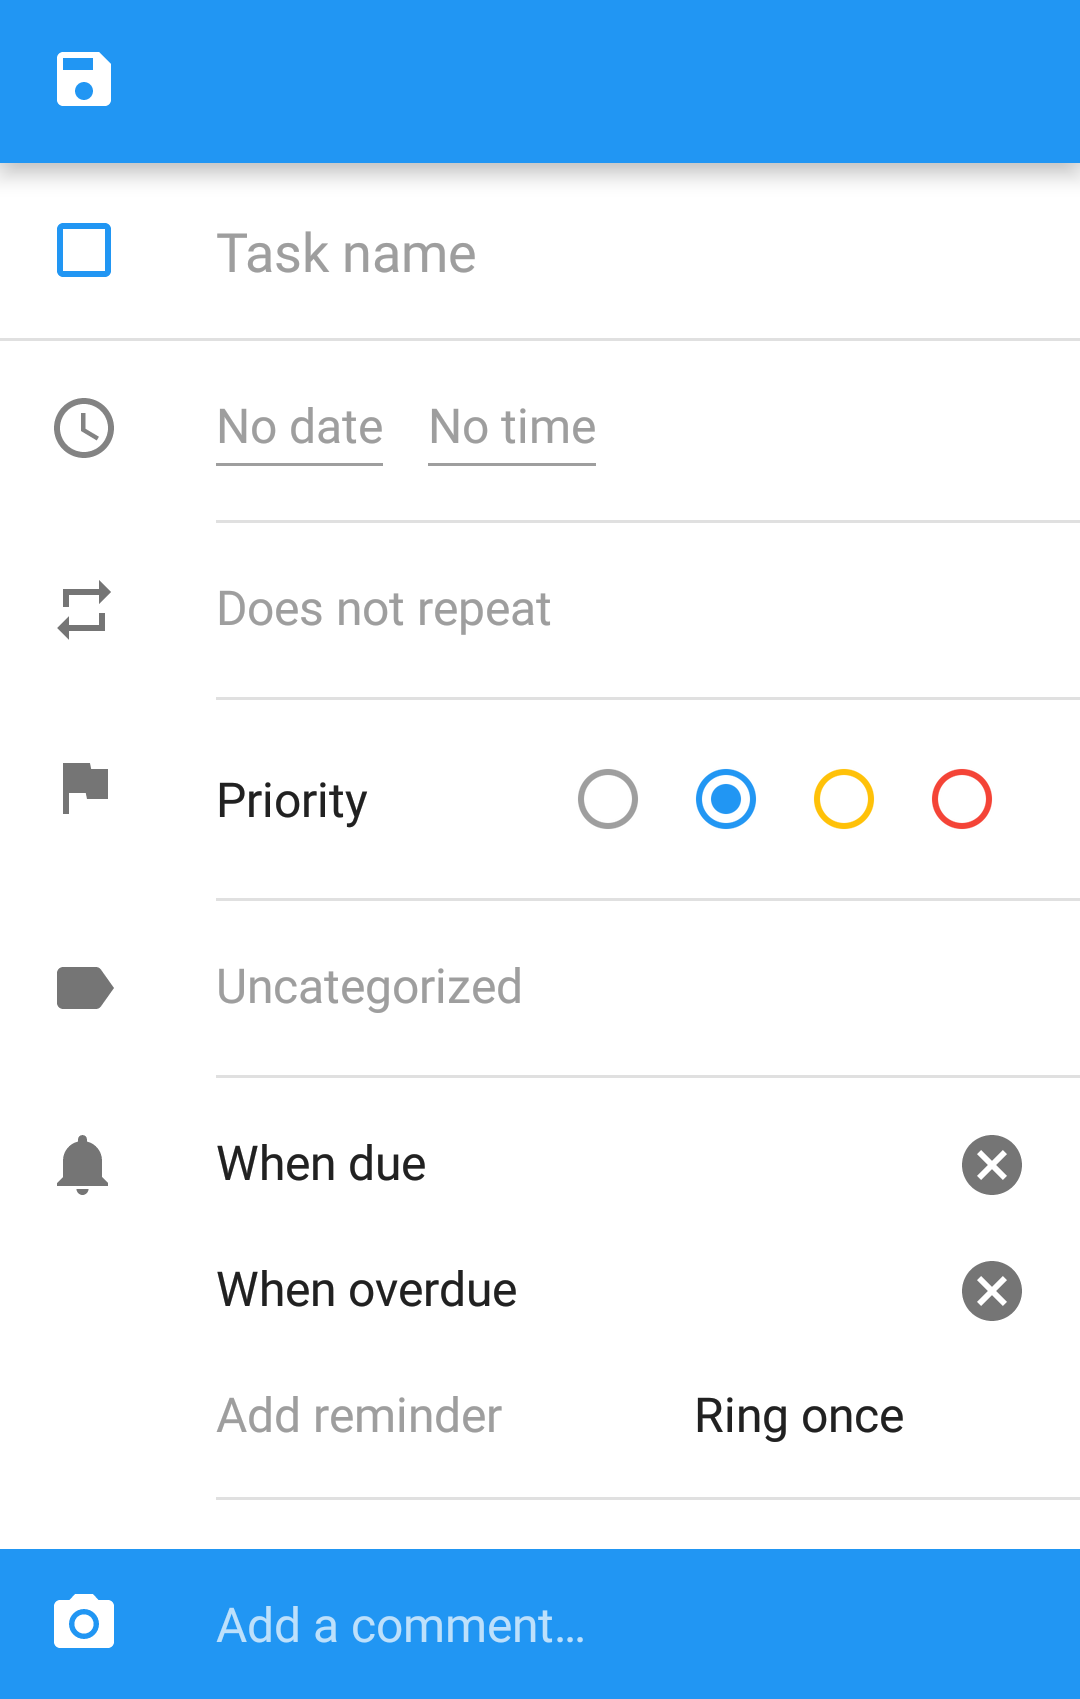 Task name
No date No time
Does not repeat
Priority
Uncategorized
When due
When overdue
Add reminder Ring once
Add a comment...